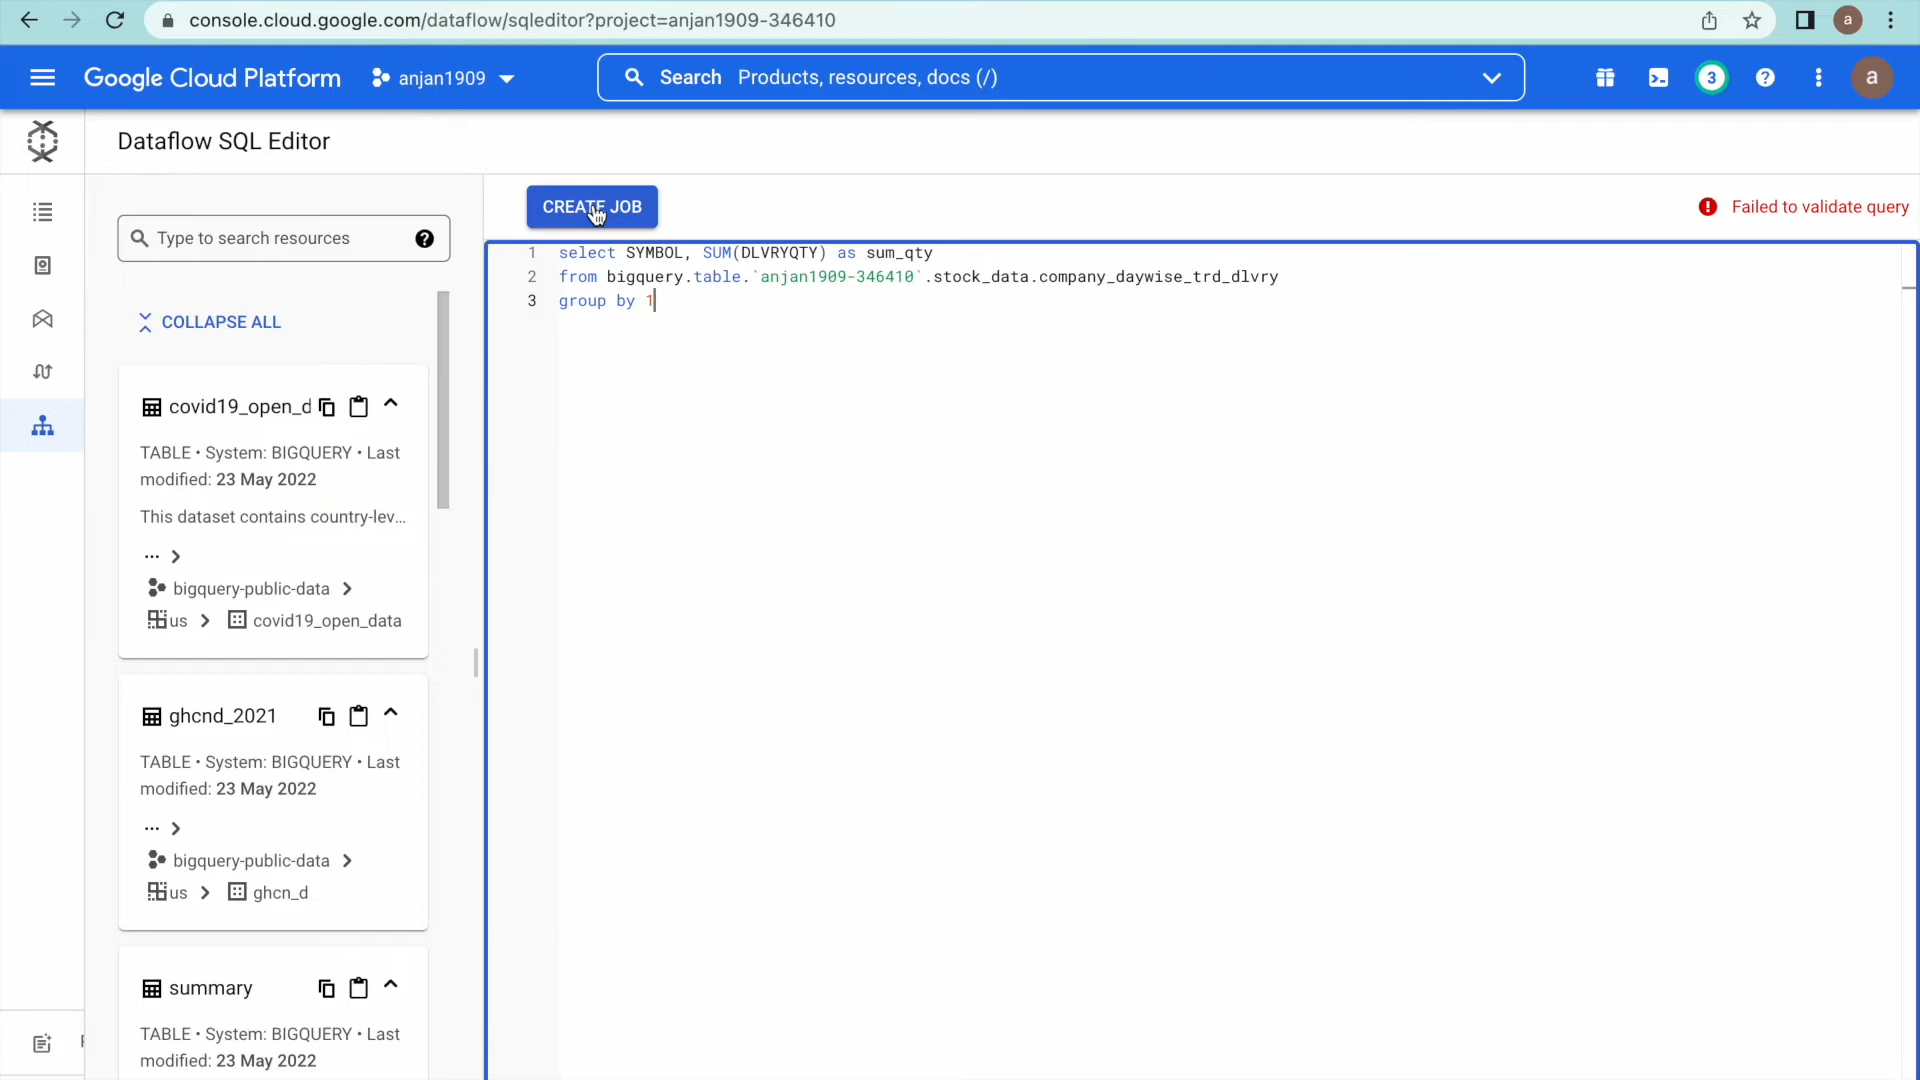 console.cloud.google.com/dataflow/sqleditor?project=anjan1909-346410
a
Google Cloud Platform
anjan1909
Search Products, resources, docs (/)
3
a
Dataflow SQL Editor
CREATE JOB
Failed to validate query
Type to search resources
COLLAPSE ALL
covid19_open_d
TABLE • System: BIGQUERY • Last
modified: 23 May 2022
This dataset contains country-lev...
...
bigquery-public-data
us
covid19_open_data
ghcnd_2021
TABLE • System: BIGQUERY • Last
modified: 23 May 2022
...
bigquery-public-data
us
ghcn_d
summary
TABLE • System: BIGQUERY • Last
modified: 23 May 2022
1 select SYMBOL, SUM(DLVRYQTY) as sum_qty
2 from bigquery.table.`anjan1909-346410`.stock_data.company_daywise_trd_dlvry
3 group by 1